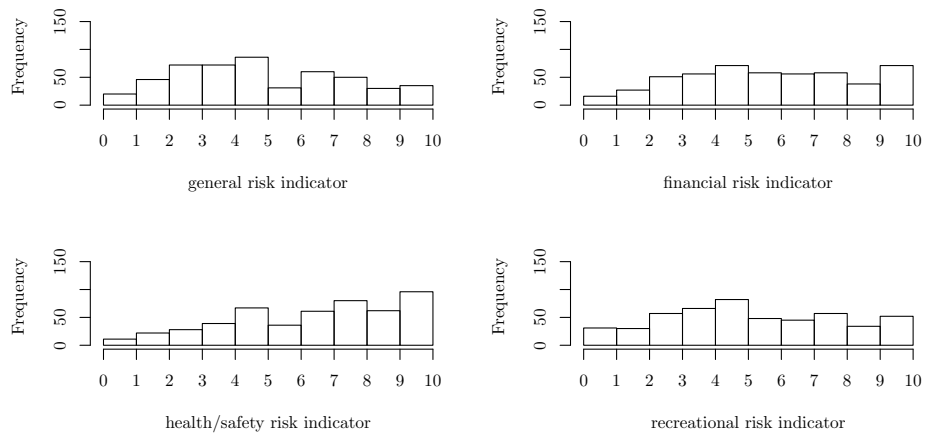 Frequency
150
50
0
0 1 2 3 4 5 6 7 8 9 10
general risk indicator
Frequency
150
50
0
0 1 2 3 4 5 6 7 8 9 10
financial risk indicator
Frequency
150
50
0
0 1 2 3 4 5 6 7 8 9 10
health/safety risk indicator
Frequency
150
50
0
0 1 2 3 4 5 6 7 8 9 10
recreational risk indicator